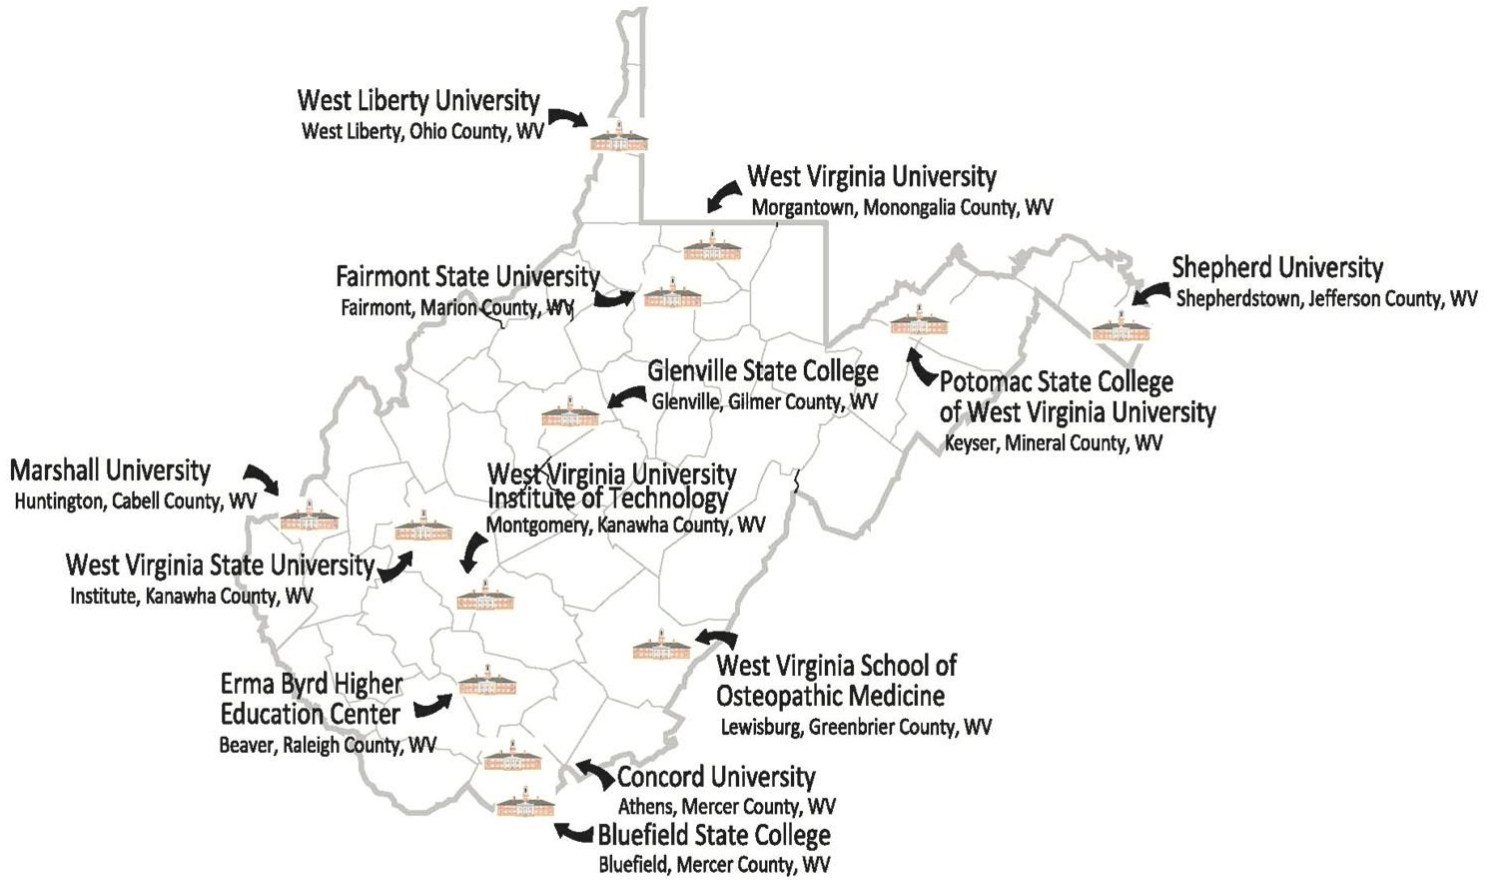 West Liberty University
West Liberty, Ohio County, WV
West Virginia University
Morgantown, Monongalia County, WV
Fairmont State University
Fairmont, Marion County, WV
Shepherd University
Shepherdstown, Jefferson County, WV
Glenville State College
Glenville, Gilmer County, WV
Potomac State College
of West Virginia University
Keyser, Mineral County, WV
Marshall University
Huntington, Cabell County, WV
West Virginia University
Institute of Technology
Montgomery, Kanawha County, WV
West Virginia State University
Institute, Kanawha County, WV
West Virginia School of
Osteopathic Medicine
Lewisburg, Greenbrier County, WV
Erma Byrd Higher
Education Center
Beaver, Raleigh County, WV
Concord University
Athens, Mercer County, WV
Bluefield State College
Bluefield, Mercer County, WV